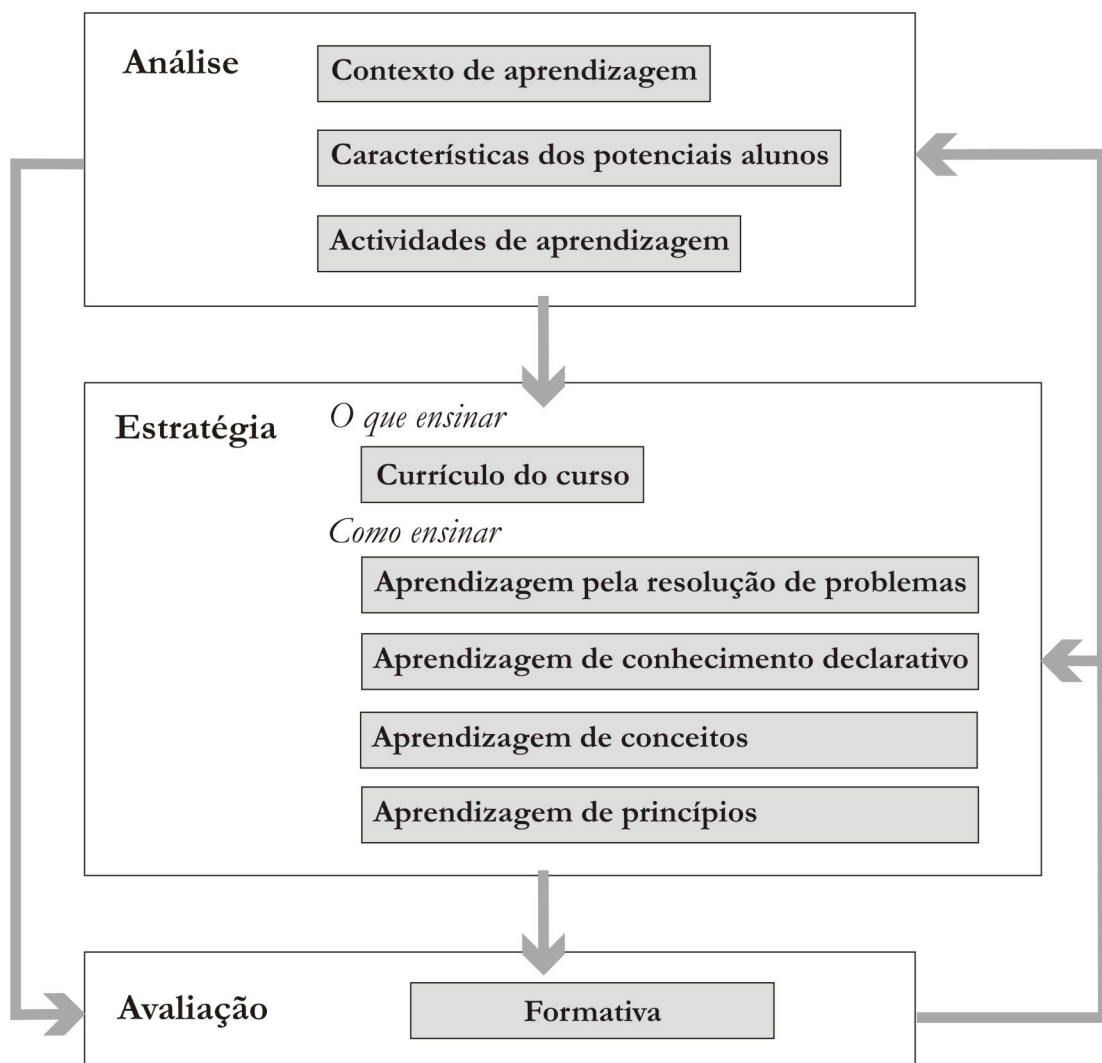 Análise
Contexto de aprendizagem
Características dos potenciais alunos
Actividades de aprendizagem
Estratégia
O que ensinar
Currículo do curso
Como ensinar
Aprendizagem pela resolução de problemas
Aprendizagem de conhecimento declarativo
Aprendizagem de conceitos
Aprendizagem de princípios
Avaliação
Formativa